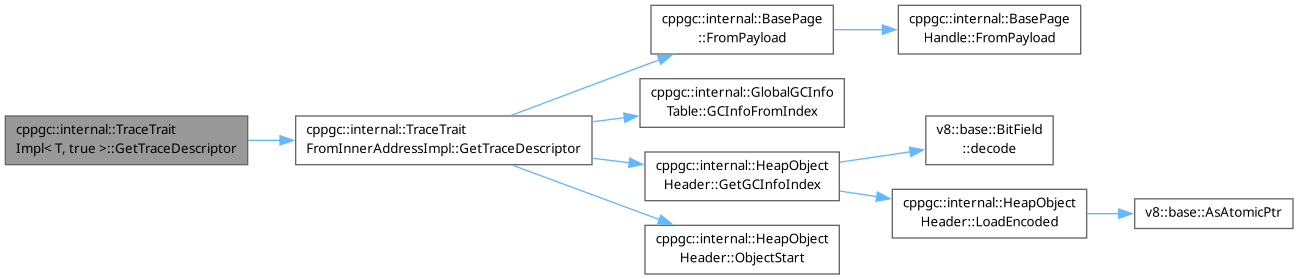 cppgc::internal::TraceTrait
Impl< T, true >::GetTraceDescriptor
cppgc::internal::TraceTrait
FromInnerAddressImpl::GetTraceDescriptor
cppgc::internal::BasePage
::FromPayload
cppgc::internal::BasePage
Handle::FromPayload
cppgc::internal::GlobalGCInfo
Table::GCInfoFromIndex
cppgc::internal::HeapObject
Header::GetGCInfoIndex
v8::base::BitField
::decode
cppgc::internal::HeapObject
Header::LoadEncoded
v8::base::AsAtomicPtr
cppgc::internal::HeapObject
Header::ObjectStart